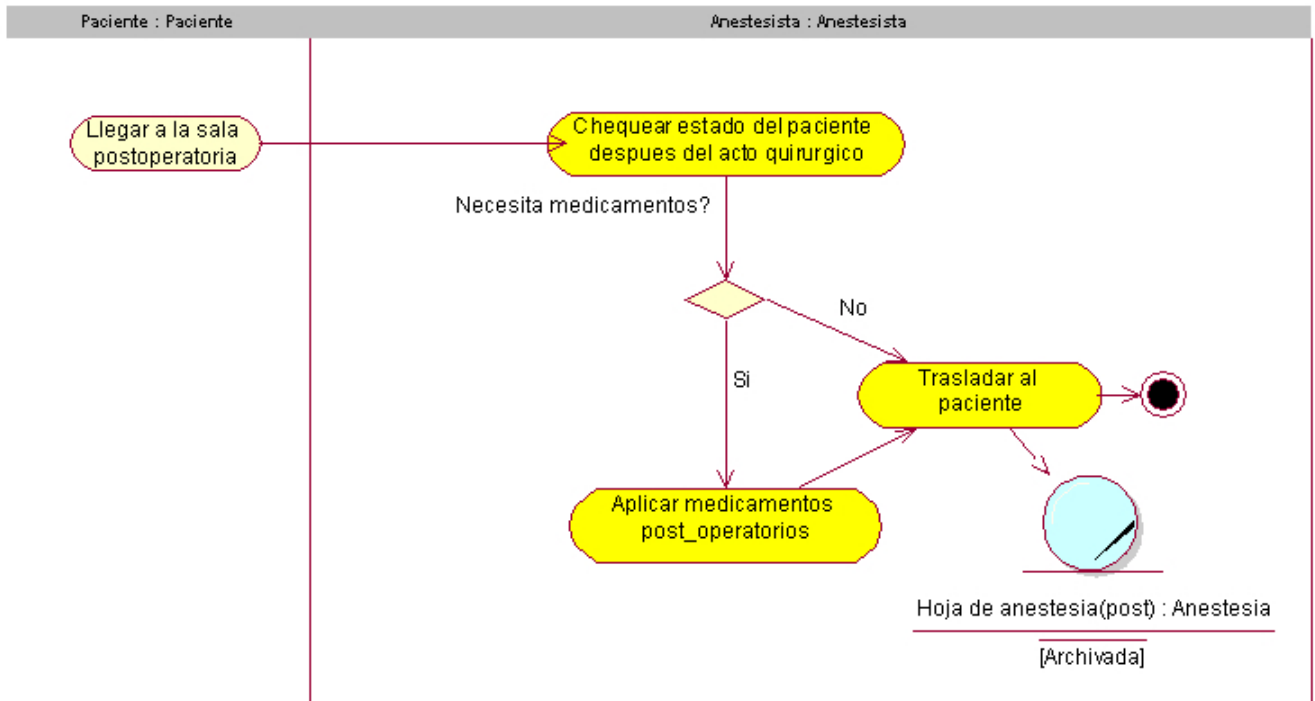 Paciente : Paciente
Anestesista : Anestesista
Llegar a la sala
postoperatoria
Chequear estado del paciente
despues del acto quirurgico
Necesita medicamentos?
No
Si
Trasladar al
paciente
Aplicar medicamentos
post_operatorios
Hoja de anestesia(post) : Anestesia
[Archivada]